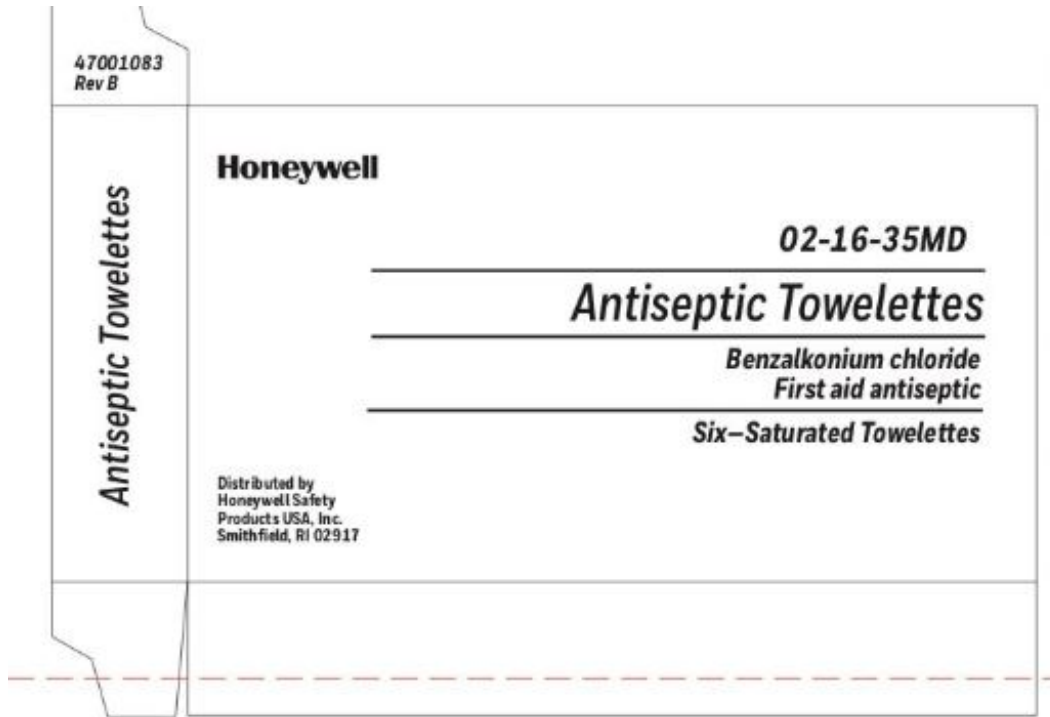 47001083
Rev B
Antiseptic Towelettes
Honeywell
02-16-35MD
Antiseptic Towelettes
Benzalkonium chloride
First aid antiseptic
Six–Saturated Towelettes
Distributed by
Honeywell Safety
Products USA, Inc.
Smithfield, RI 02917